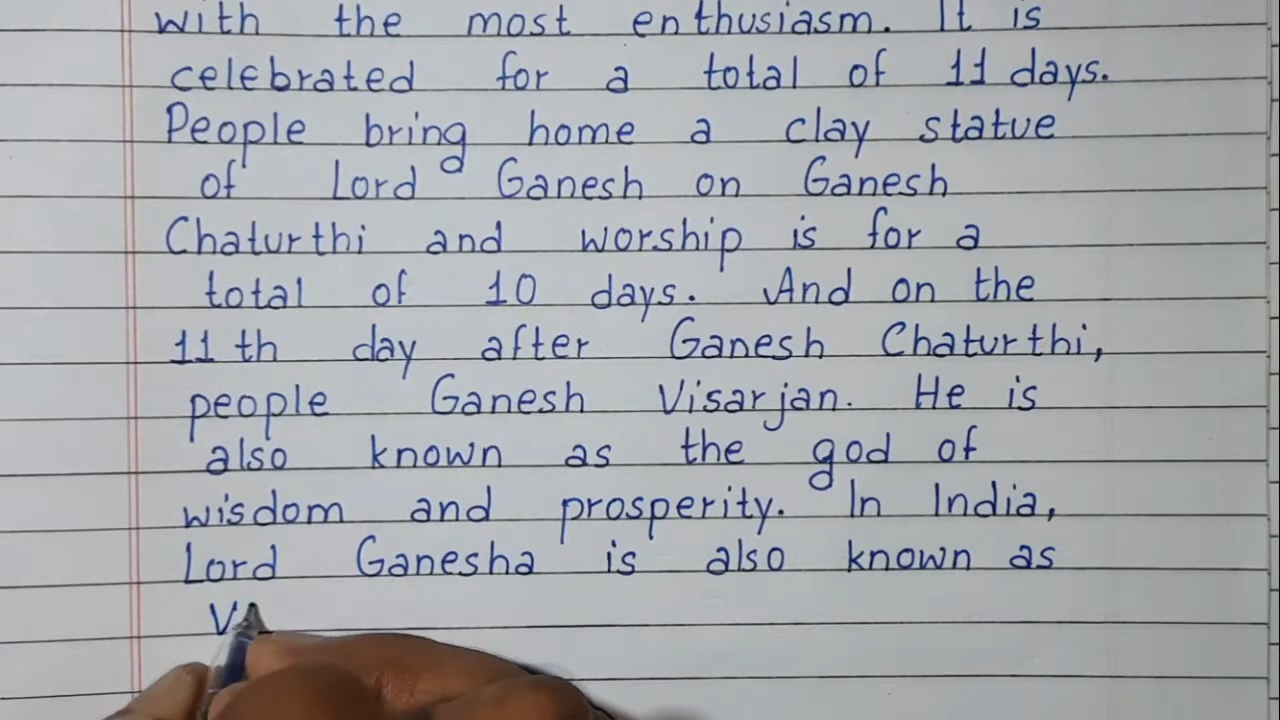 with the most enthusiasm. It is
celebrated for a total of 11 days.
People bring home a clay statue
of Lord Ganesh on Ganesh
Chaturthi and worship is for a
total of 10 days. And on the
11th day after Ganesh Chaturthi,
people Ganesh Visarjan. He is
also known as the god of
wisdom and prosperity. In India,
Lord Ganesha is also known as